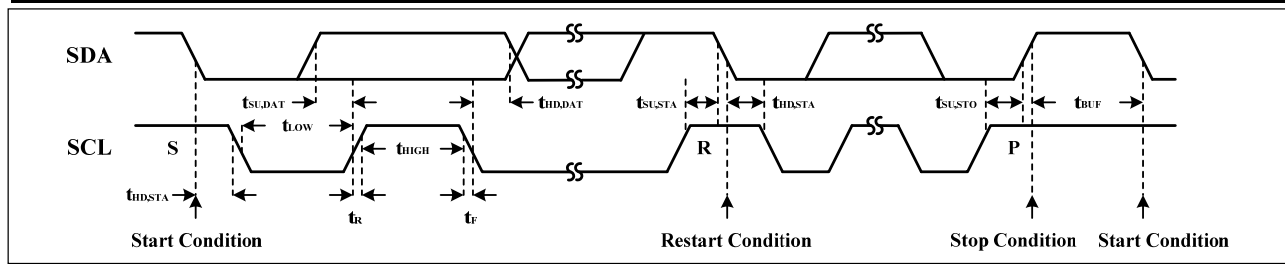 SDA
tSU,DAT tHD,DAT tSU,STA tHD,STA tSU,STO tBUF
tLOW
SCL S tHIGH R P
tHD,STA
tR tF
Start Condition Restart Condition Stop Condition Start Condition